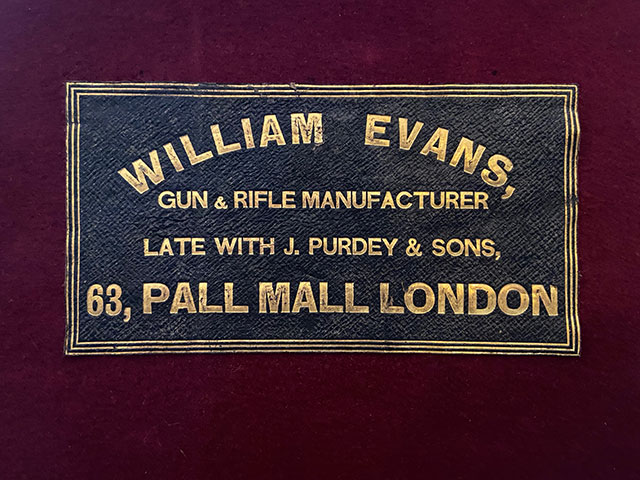 WILLIAM EVANS,
GUN & RIFLE MANUFACTURER
LATE WITH J. PURDEY & SONS,
63, PALL MALL LONDON